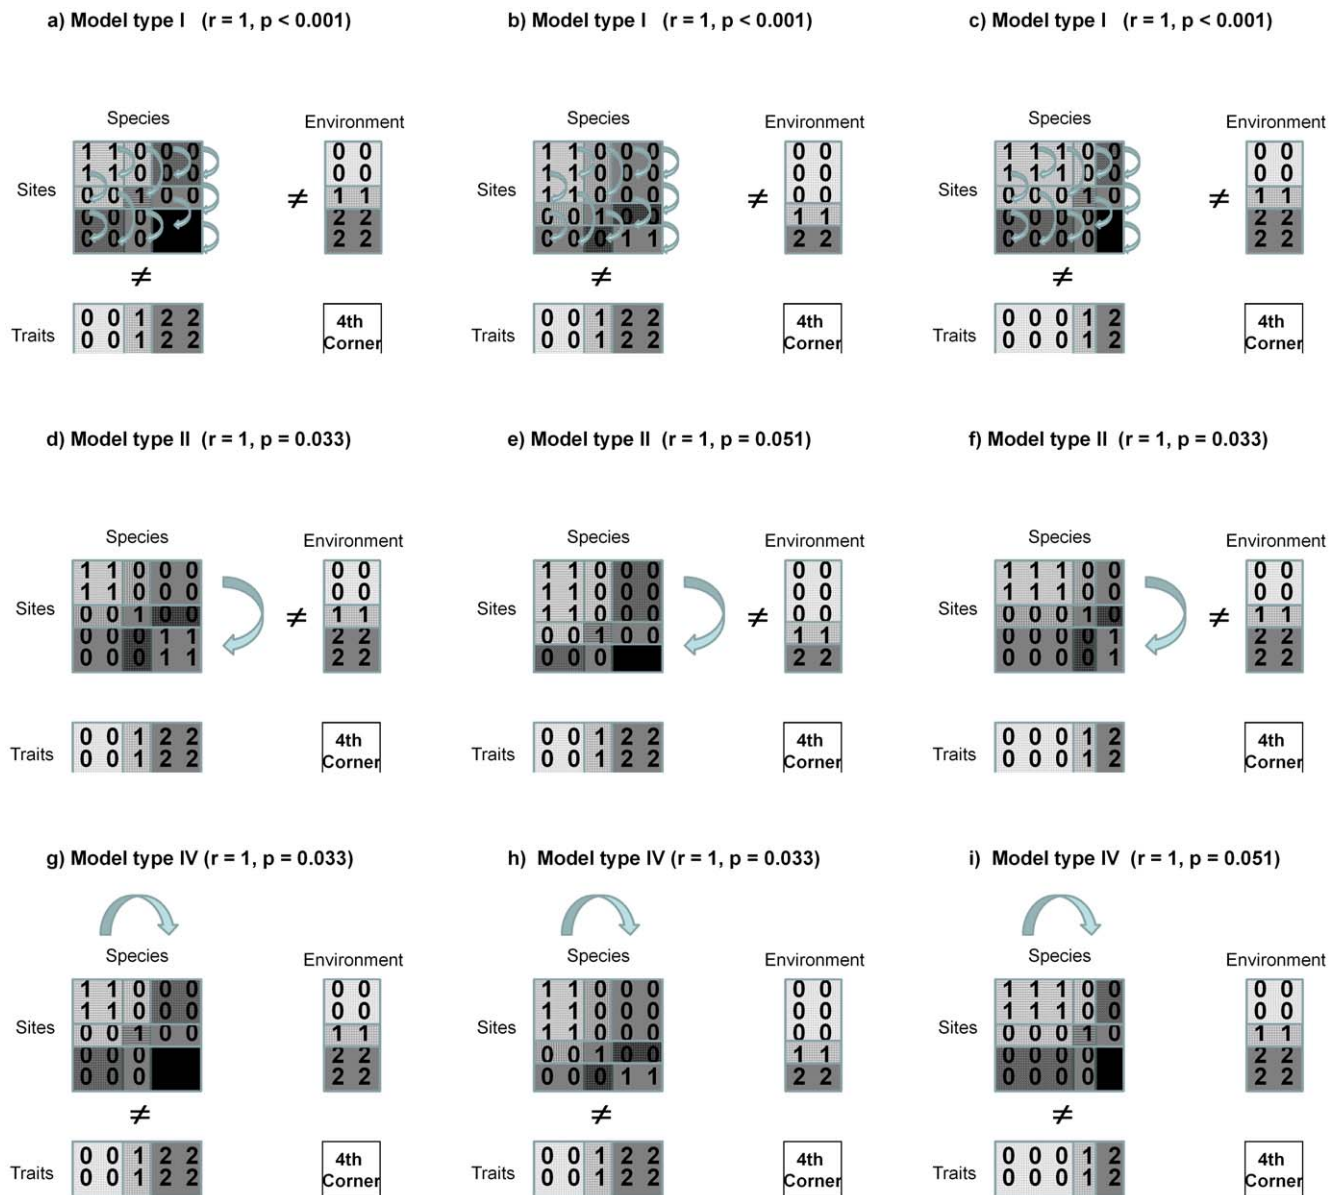 a) Model type I (r = 1, p < 0.001)
b) Model type I (r = 1, p < 0.001)
c) Model type I (r = 1, p < 0.001)
Species
Environment
Species
Environment
Species
Environment
Sites
1 1 0 0 0
1 1 0 0 0
0 0 1 0 0
0 0
0 0 0
≠
0 0
0 0
1 1
2 2
2 2
Sites
1 1 0 0 0
1 1 0 0 0
1 1 0 0 0
0 0 1 0 0
0 0 0 1 1
≠
0 0
0 0
0 0
1 1
2 2
Sites
1 1 1 0 0
1 1 1 0 0
0 0 0 1 0
0 0 0 0
0 0 0 0
≠
0 0
0 0
1 1
2 2
2 2
≠
≠
≠
Traits
0 0 1 2 2
0 0 1 2 2
4th
Corner
Traits
0 0 1 2 2
0 0 1 2 2
4th
Corner
Traits
0 0 0 1 2
0 0 0 1 2
4th
Corner
d) Model type II (r = 1, p = 0.033)
e) Model type II (r = 1, p = 0.051)
f) Model type II (r = 1, p = 0.033)
Species
Environment
Species
Environment
Species
Environment
Sites
1 1 0 0 0
1 1 0 0 0
0 0 1 0 0
0 0 0 1 1
0 0 0 1 1
≠
0 0
0 0
1 1
2 2
2 2
Sites
1 1 0 0 0
1 1 0 0 0
1 1 0 0 0
0 0 1 0 0
0 0 0
≠
0 0
0 0
0 0
1 1
2 2
Sites
1 1 1 0 0
1 1 1 0 0
0 0 0 1 0
0 0 0 0 1
0 0 0 0 1
≠
0 0
0 0
1 1
2 2
2 2
Traits
0 0 1 2 2
0 0 1 2 2
4th
Corner
Traits
0 0 1 2 2
0 0 1 2 2
4th
Corner
Traits
0 0 0 1 2
0 0 0 1 2
4th
Corner
g) Model type IV (r = 1, p = 0.033)
h) Model type IV (r = 1, p = 0.033)
i) Model type IV (r = 1, p = 0.051)
Species
Environment
Species
Environment
Species
Environment
Sites
1 1 0 0 0
1 1 0 0 0
0 0 1 0 0
0 0 0
0 0 0
0 0
0 0
1 1
2 2
2 2
Sites
1 1 0 0 0
1 1 0 0 0
1 1 0 0 0
0 0 1 0 0
0 0 0 1 1
0 0
0 0
0 0
1 1
2 2
Sites
1 1 1 0 0
1 1 1 0 0
0 0 0 1 0
0 0 0 0
0 0 0 0
0 0
0 0
1 1
2 2
2 2
≠
≠
≠
Traits
0 0 1 2 2
0 0 1 2 2
4th
Corner
Traits
0 0 1 2 2
0 0 1 2 2
4th
Corner
Traits
0 0 0 1 2
0 0 0 1 2
4th
Corner